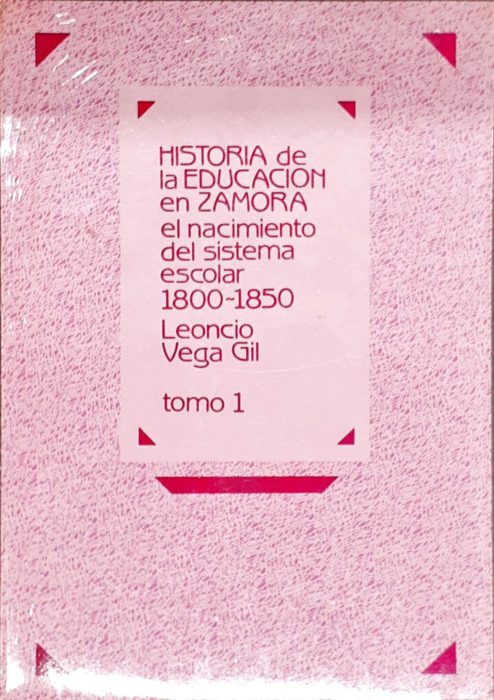 HISTORIA de
la EDUCACION
en ZAMORA
el nacimiento
del sistema
escolar
1800~1850
Leoncio
Vega Gil
tomo 1